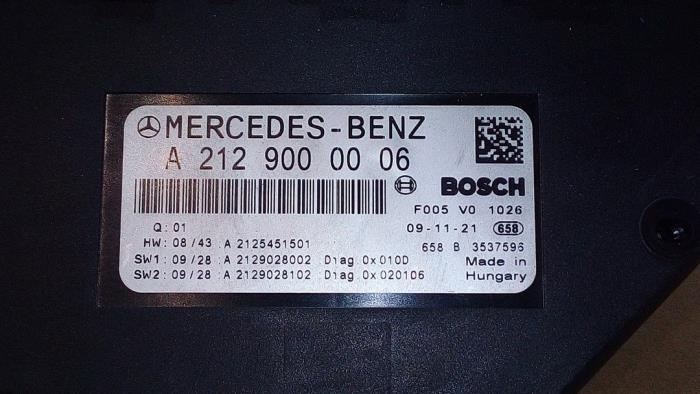 MERCEDES-BENZ
A 212 900 00 06
BOSCH
F005 V0 1026
Q: 01
09-11-21 658
HW: 08/43 A 2125451501
658 B 3537596
SW1: 09/28 A 2129028002 Diag.0x010D
Made in
SW2: 09/28 A 2129028102 Diag.0x020106
Hungary